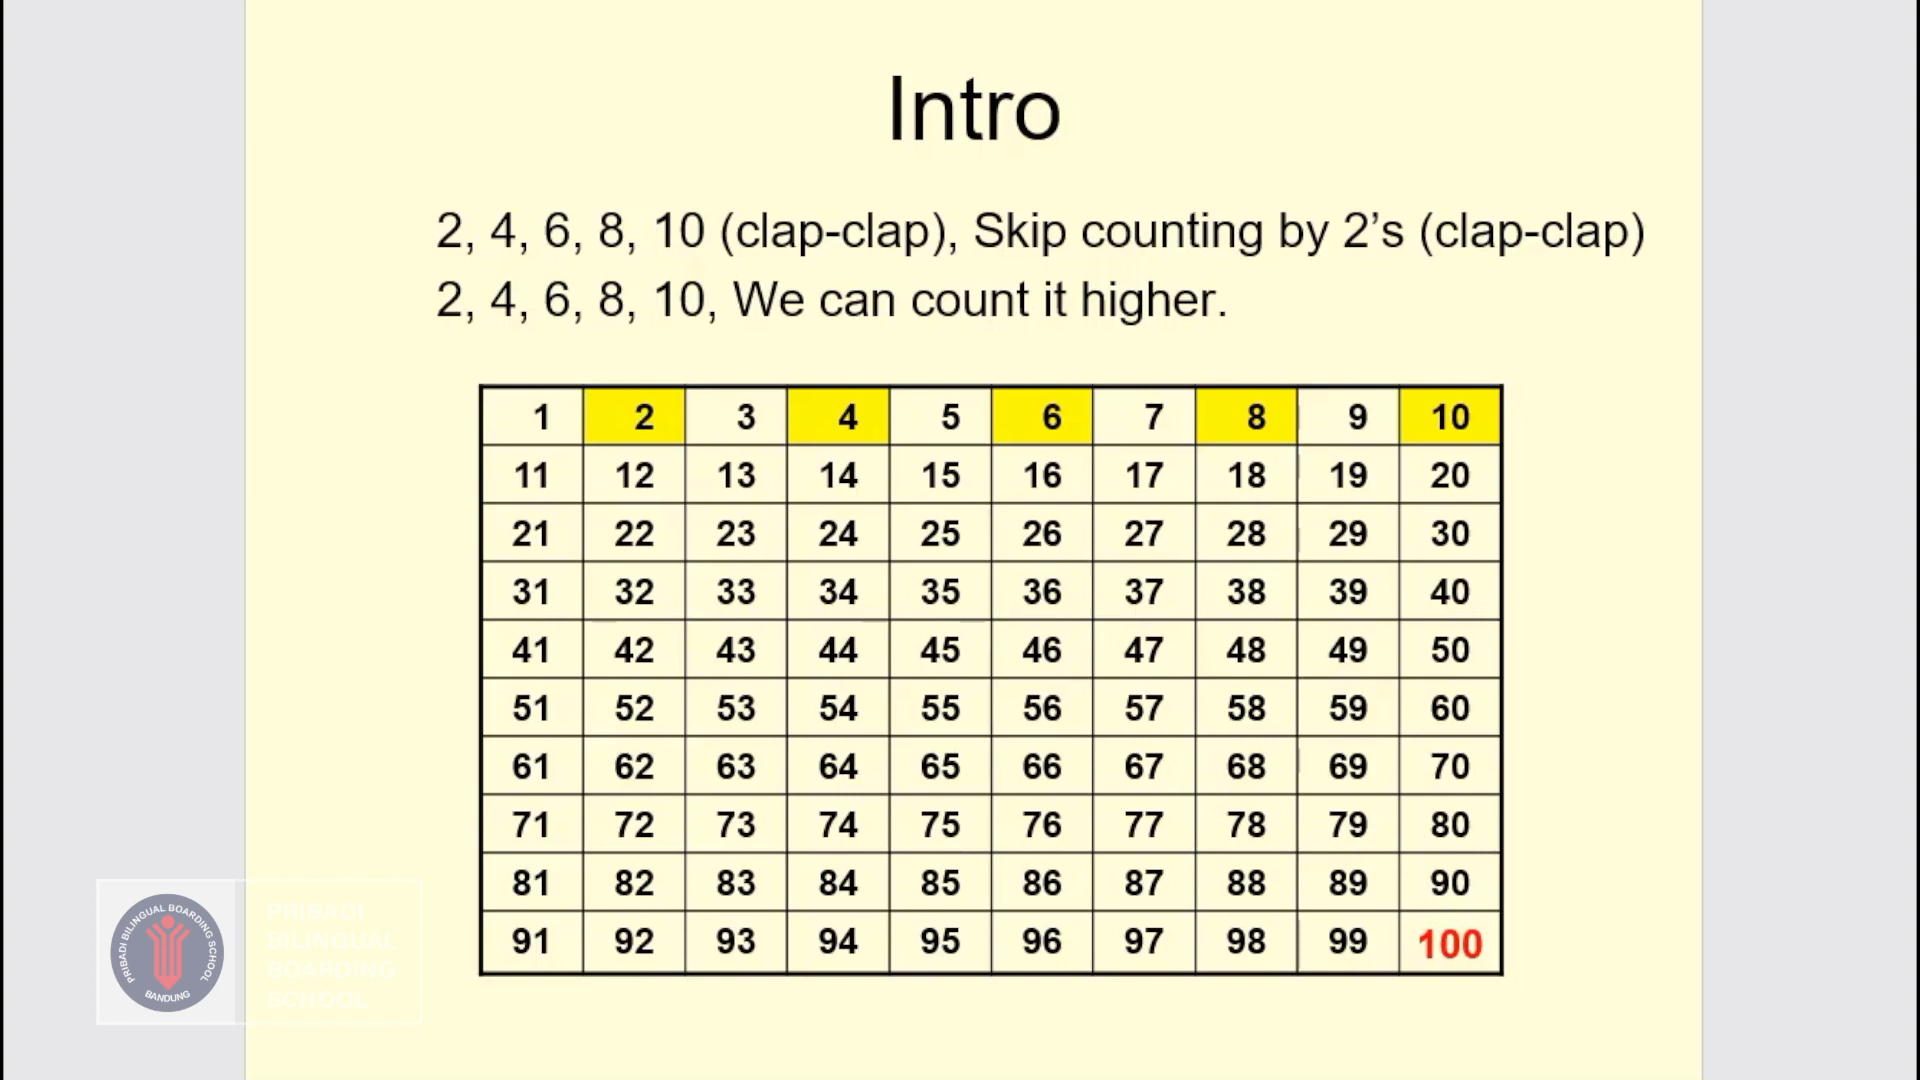 Intro
2, 4, 6, 8, 10 (clap-clap), Skip counting by 2’s (clap-clap)
2, 4, 6, 8, 10, We can count it higher.
1 2 3 4 5 6 7 8 9 10
11 12 13 14 15 16 17 18 19 20
21 22 23 24 25 26 27 28 29 30
31 32 33 34 35 36 37 38 39 40
41 42 43 44 45 46 47 48 49 50
51 52 53 54 55 56 57 58 59 60
61 62 63 64 65 66 67 68 69 70
71 72 73 74 75 76 77 78 79 80
81 82 83 84 85 86 87 88 89 90
91 92 93 94 95 96 97 98 99 100
PRIBADI BILINGUAL BOARDING SCHOOL
BANDUNG
PRIBADI
BILINGUAL
BOARDING
SCHOOL